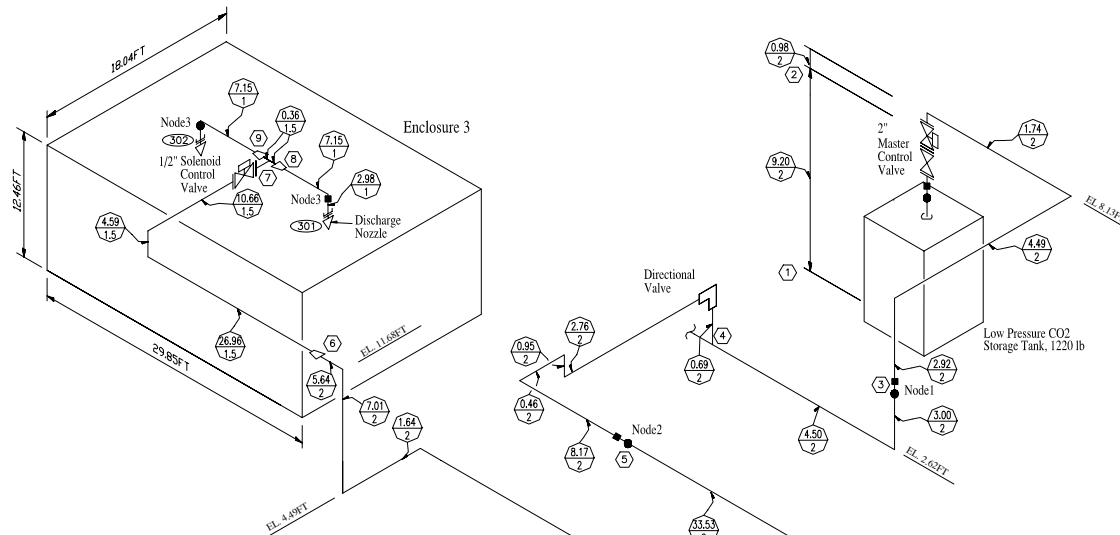 18.04FT
12.46FT
29.85FT
7.15
1
Node3
302
9
0.36
1.5
Enclosure 3
1/2" Solenoid
Control
Valve
8
7.15
1
7
2.98
1
Node3
10.66
1.5
301
Discharge
Nozzle
4.59
1.5
26.96
1.5
6
EL. 11.68FT
5.64
2
7.01
2
1.64
2
EL. 4.49FT
0.98
2
2
9.20
2
1
2"
Master
Control
Valve
1.74
2
EL 8.13F
4.49
2
Low Pressure CO2
Storage Tank, 1220 lb
2.92
2
3
Node1
3.00
2
EL. 2.62FT
Directional
Valve
4
0.69
2
4.50
2
2.76
2
0.95
2
0.46
2
8.17
2
Node2
5
33.53